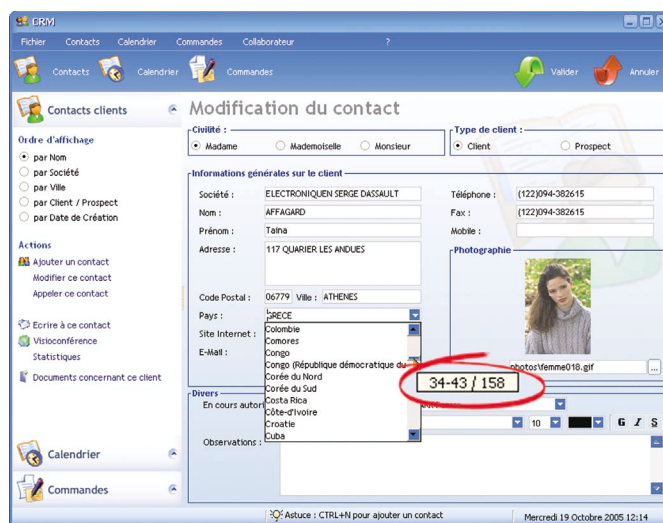 CRM
Fichier Contacts Calendrier Commandes Collaborateur ?
Contacts Calendrier Commandes Valider Annuler
Contacts clients
Modification du contact
Ordre d'affichage
par Nom
par Société
par Ville
par Client / Prospect
par Date de Création
Actions
Ajouter un contact
Modifier ce contact
Appeler ce contact
Ecrire à ce contact
Visioconférence
Statistiques
Documents concernant ce client
Calendrier
Commandes
Civilité :
Madame Mademoiselle Monsieur
Type de client :
Client Prospect
Informations générales sur le client
Société : ELECTRONIQUEN SERGE DASSAULT
Nom : AFFAGARD
Prénom : Taina
Adresse : 117 QUARIER LES ANDUES
Code Postal : 06779 Ville : ATHENES
Pays : GRECE
Site Internet :
E-Mail :
Colombie
Comores
Congo
Congo (République démocratique du
Corée du Nord
Corée du Sud
Costa Rica
Côte-d'Ivoire
Croatie
Cuba
34-43 / 158
Téléphone : (122)094-382615
Fax : (122)094-382615
Mobile :
Photographie
photos\femme018.gif ...
Divers
En cours
10 G I S
Observations :
Astuce : CTRL+N pour ajouter un contact
Mercredi 19 Octobre 2005 12:14